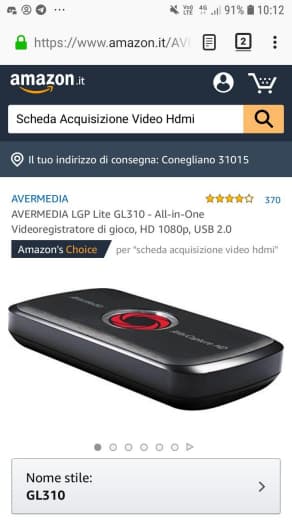 91% 10:12
https://www.amazon.it/AV
2
amazon.it
Scheda Acquisizione Video Hdmi
Il tuo indirizzo di consegna: Conegliano 31015
AVERMEDIA 370
AVERMEDIA LGP Lite GL310 - All-in-One
Videoregistratore di gioco, HD 1080p, USB 2.0
Amazon's Choice per "scheda acquisizione video hdmi"
Nome stile:
GL310